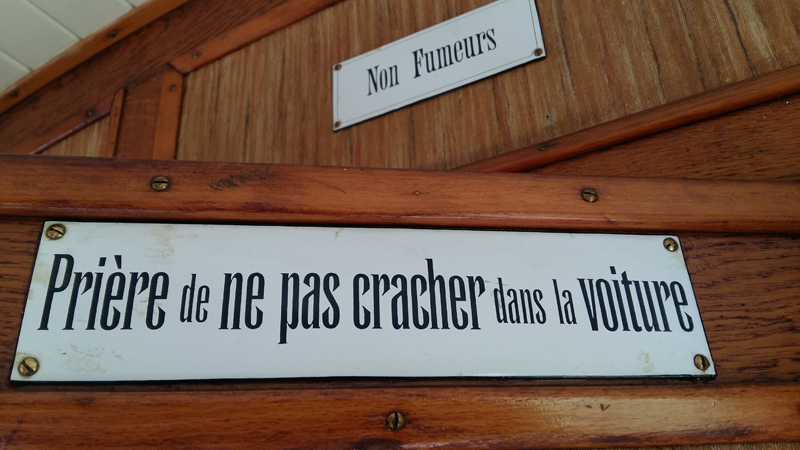 Non Fumeurs
Prière de ne pas cracher dans la voiture